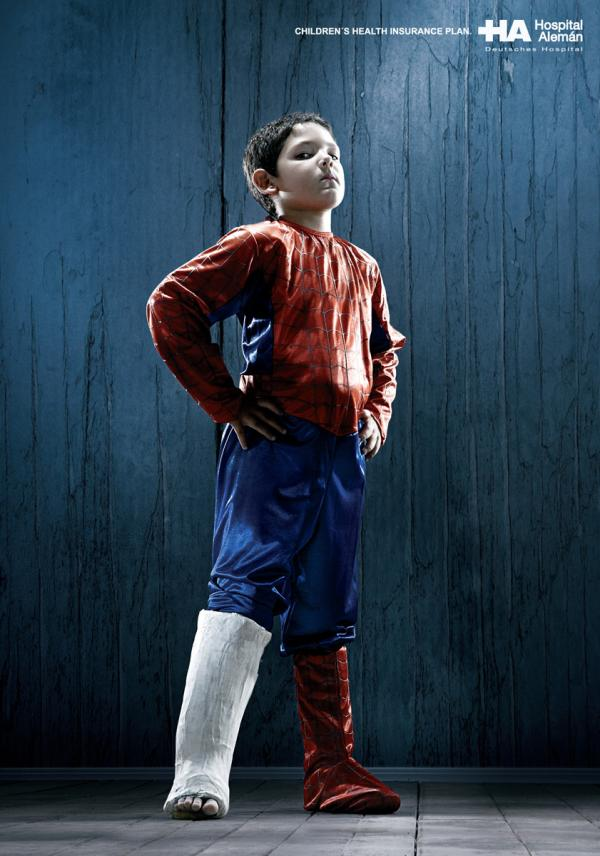 CHILDREN´S HEALTH INSURANCE PLAN.
HA
Hospital
Alemán
Deutsches Hospital